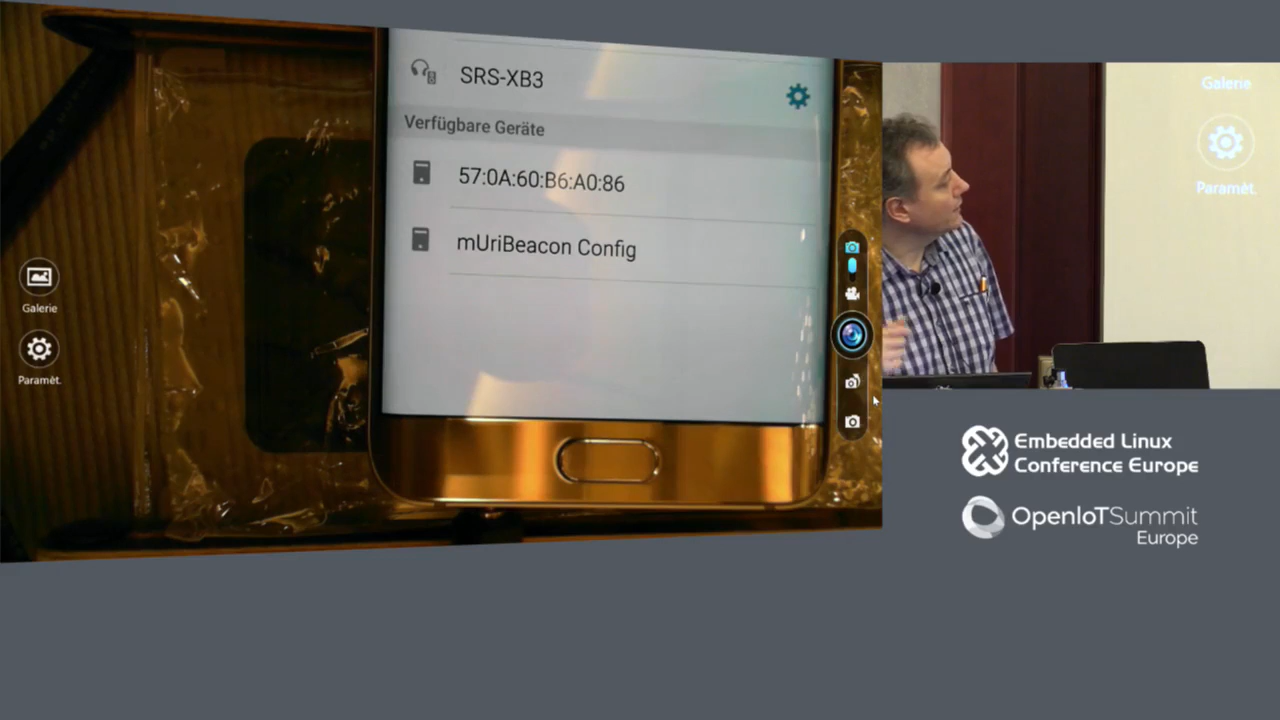 SRS-XB3
Verfügbare Geräte
57:0A:60:B6:A0:86
mUriBeacon Config
Galerie
Paramèt.
Galerie
Paramèt.
Embedded Linux
Conference Europe
OpenIoTSummit
Europe